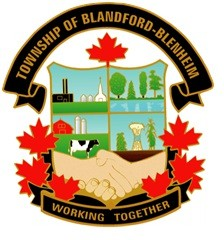 TOWNSHIP OF BLANDFORD-BLENHEIM
WORKING TOGETHER